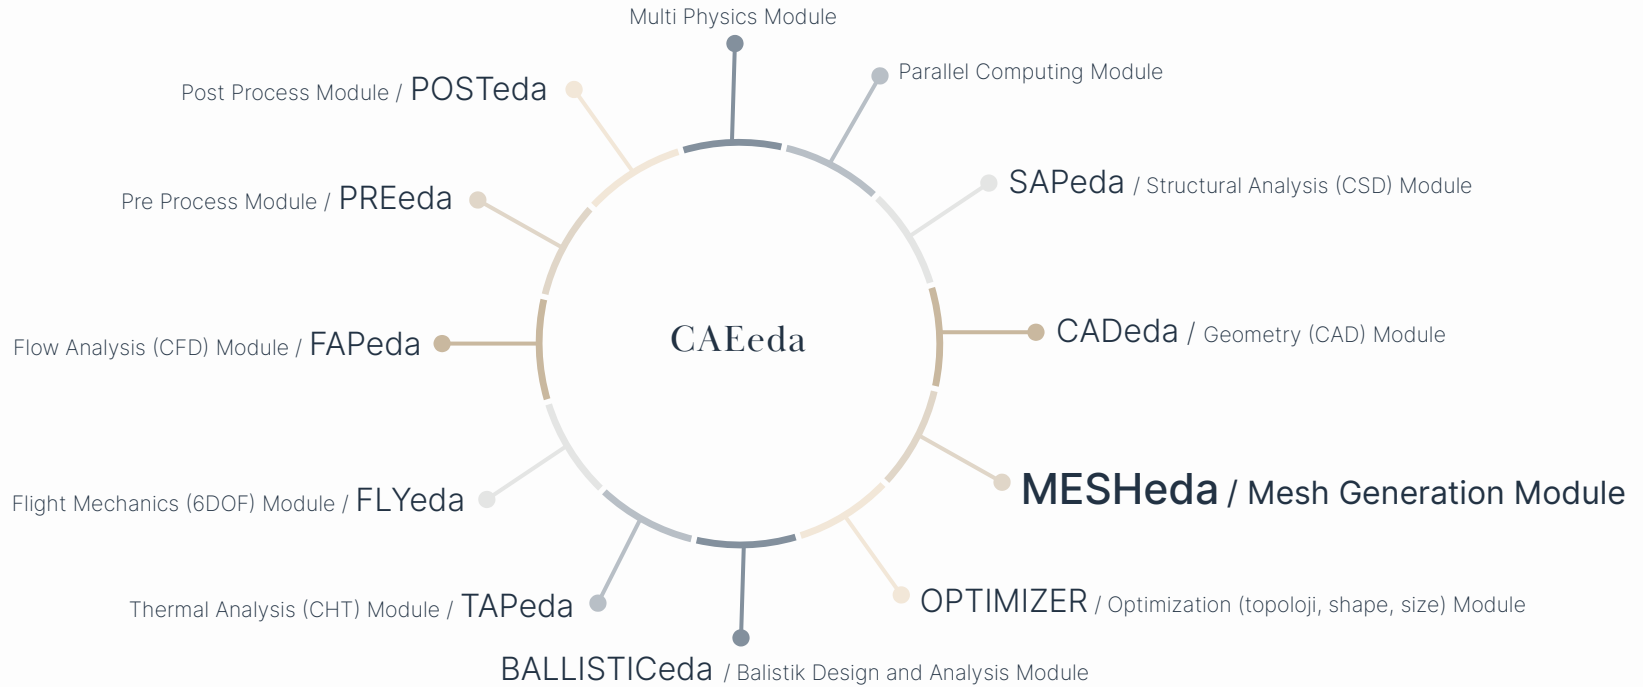 Multi Physics Module
Parallel Computing Module
Post Process Module / POSTeda
SAPeda / Structural Analysis (CSD) Module
Pre Process Module / PREeda
CAEeda
CADeda / Geometry (CAD) Module
Flow Analysis (CFD) Module / FAPeda
MESHeda / Mesh Generation Module
Flight Mechanics (6DOF) Module / FLYeda
OPTIMIZER / Optimization (topoloji, shape, size) Module
Thermal Analysis (CHT) Module / TAPeda
BALLISTICeda / Balistik Design and Analysis Module